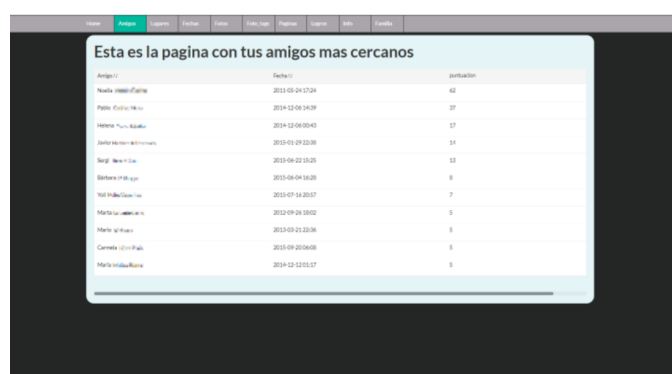 Home Amigos Lugares Fechas Fotos Foto_tags Paginas Logros Info Familia
Esta es la pagina con tus amigos mas cercanos
Amigo Fecha puntuacion
Noelia 2011-03-24 17:24 62
Pablo 2014-12-06 14:39 37
Helena 2014-12-06 00:43 17
Javier 2015-01-29 22:38 14
Sergi 2015-06-22 15:25 13
Bárbara 2015-06-04 16:28 8
Yoli 2015-07-16 20:57 7
Marta 2012-09-26 18:02 5
Mario 2013-03-21 22:36 5
Carmela 2015-09-20 06:08 5
Maria 2014-12-12 01:17 5